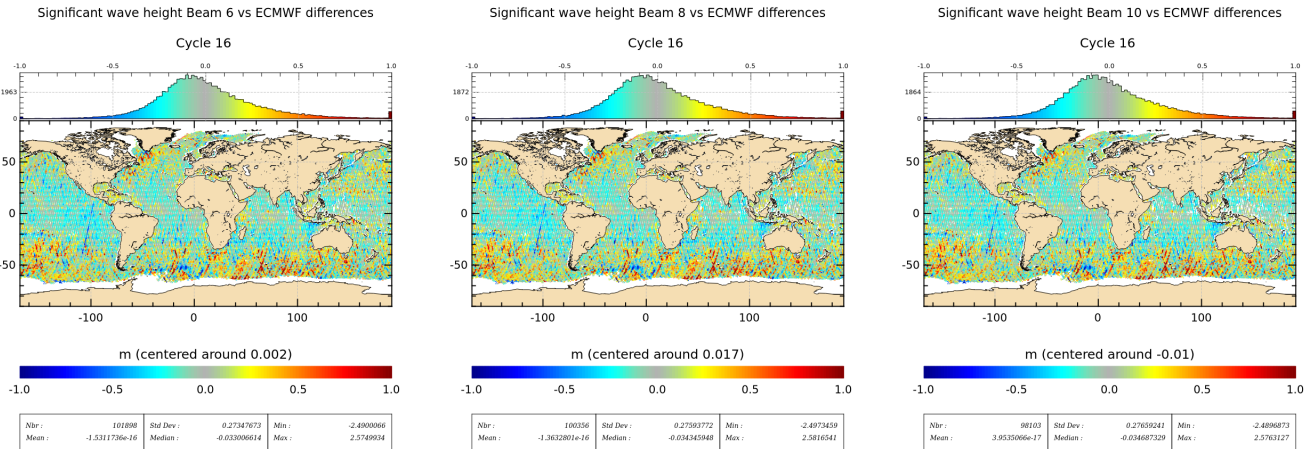 Significant wave height Beam 6 vs ECMWF differences
Cycle 16
-1.0 -0.5 0.0 0.5 1.0
1963
0
50
0
-50
-100 0 100
m (centered around 0.002)
-1.0 -0.5 0.0 0.5 1.0
Nbr : 101898 Std Dev : 0.27347673 Min : -2.4900066
Mean : -1.5311736e-16 Median : -0.033006614 Max : 2.5749934
Significant wave height Beam 8 vs ECMWF differences
Cycle 16
-1.0 -0.5 0.0 0.5 1.0
1872
0
50
0
-50
-100 0 100
m (centered around 0.017)
-1.0 -0.5 0.0 0.5 1.0
Nbr : 100356 Std Dev : 0.27593772 Min : -2.4973459
Mean : -1.3632801e-16 Median : -0.034345948 Max : 2.5816541
Significant wave height Beam 10 vs ECMWF differences
Cycle 16
-1.0 -0.5 0.0 0.5 1.0
1864
0
50
0
-50
-100 0 100
m (centered around -0.01)
-1.0 -0.5 0.0 0.5 1.0
Nbr : 98103 Std Dev : 0.27659241 Min : -2.4896873
Mean : 3.9535066e-17 Median : -0.034687329 Max : 2.5763127